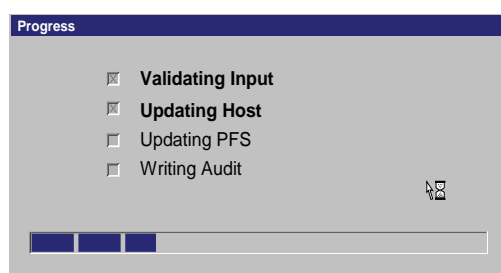 Progress
Validating Input
Updating Host
Updating PFS
Writing Audit